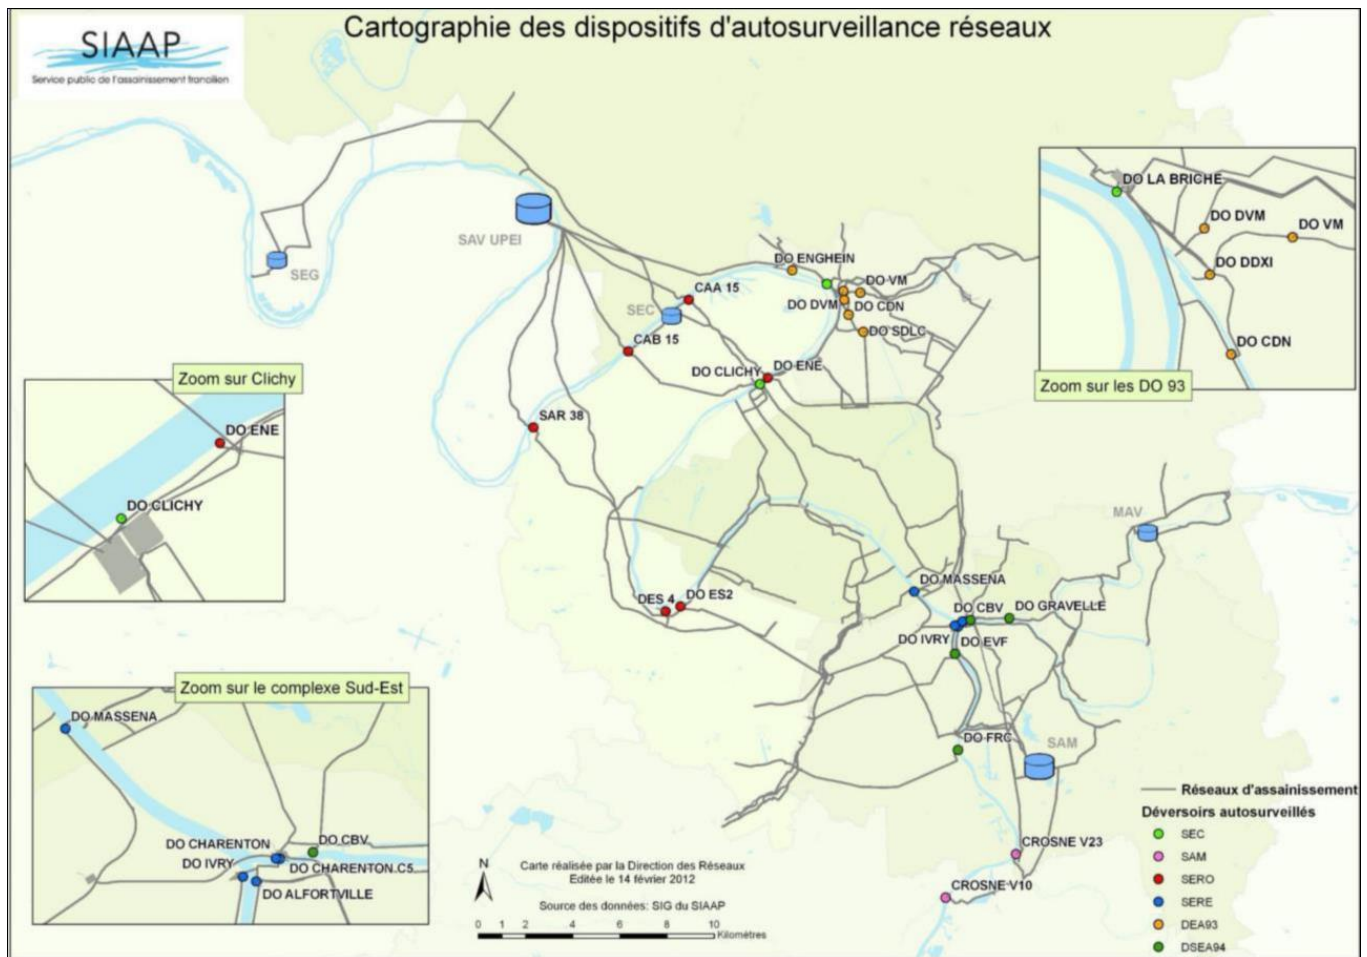 Cartographie des dispositifs d'autosurveillance réseaux
SIAAP
Service public de l'assainissement francilien
SAV UPEI
SEG
SEC
CAA 15
CAB 15
SAR 38
DO ENGHEIN
DO VM
DO DVM
DO CDN
DO SDLC
DO CLICHY
DO ENE
DES 4
DO ES2
MAV
DO MASSENA
DO CBV
DO GRAVELLE
DO IVRY
DO EVF
DO FRC
SAM
CROSNE V23
CROSNE V10
DO LA BRICHE
DO DVM
DO VM
DO DDXI
DO CDN
Zoom sur les DO 93
Zoom sur Clichy
DO ENE
DO CLICHY
Zoom sur le complexe Sud-Est
DO MASSENA
DO CHARENTON
DO CBV
DO IVRY
DO CHARENTON C5
DO ALFORTVILLE
N
Carte réalisée par la Direction des Réseaux
Editée le 14 février 2012
Source des données: SIG du SIAAP
0 1 2 4 6 8 10
Kilomètres
Réseaux d'assainissement
Déversoirs autosurveillés
SEC
SAM
SERO
SERE
DEA93
DSEA94